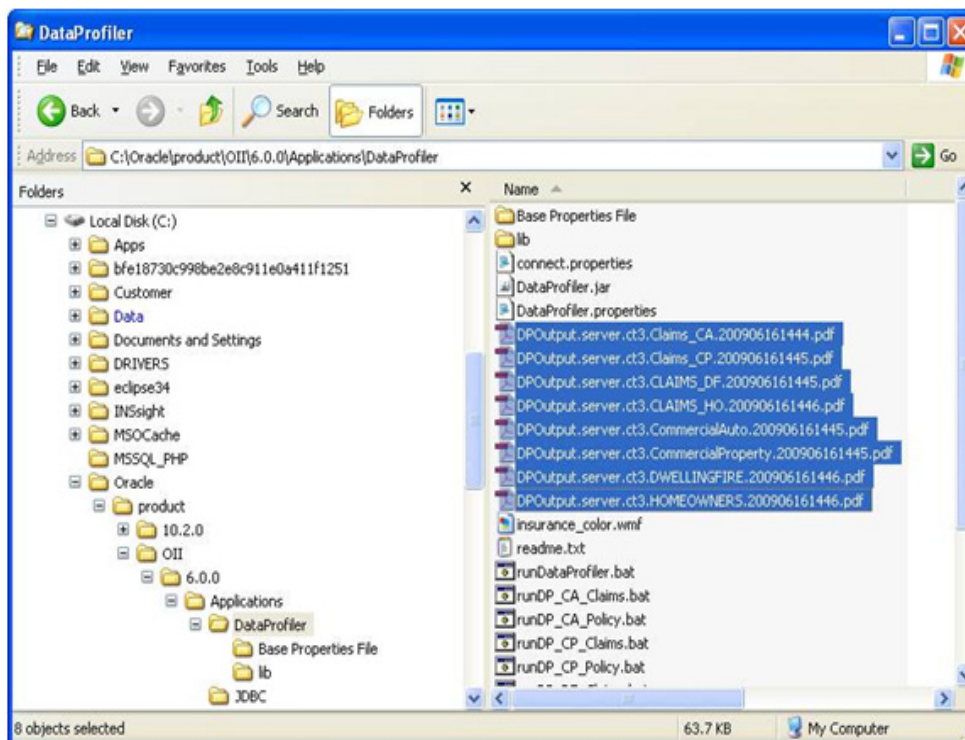 DataProfiler
File Edit View Favorites Tools Help
Back Search Folders
Address C:\Oracle\product\OII\6.0.0\Applications\DataProfiler Go
Folders
Local Disk (C:)
Apps
bfe18730c998be2e8c911e0a411f1251
Customer
Data
Documents and Settings
DRIVERS
eclipse34
INSsight
MSOCache
MSSQL_PHP
Oracle
product
10.2.0
OII
6.0.0
Applications
DataProfiler
Base Properties File
lib
JDBC
Name
Base Properties File
lib
connect.properties
DataProfiler.jar
DataProfiler.properties
DPOutput.server.ct3.Claims_CA.200906161444.pdf
DPOutput.server.ct3.Claims_CP.200906161445.pdf
DPOutput.server.ct3.CLAIMS_DF.200906161445.pdf
DPOutput.server.ct3.CLAIMS_HO.200906161446.pdf
DPOutput.server.ct3.CommercialAuto.200906161445.pdf
DPOutput.server.ct3.CommercialProperty.200906161445.pdf
DPOutput.server.ct3.DWELLINGFIRE.200906161446.pdf
DPOutput.server.ct3.HOMEOWNERS.200906161446.pdf
insurance_color.wmf
readme.txt
runDataProfiler.bat
runDP_CA_Claims.bat
runDP_CA_Policy.bat
runDP_CP_Claims.bat
runDP_CP_Policy.bat
8 objects selected 63.7 KB My Computer